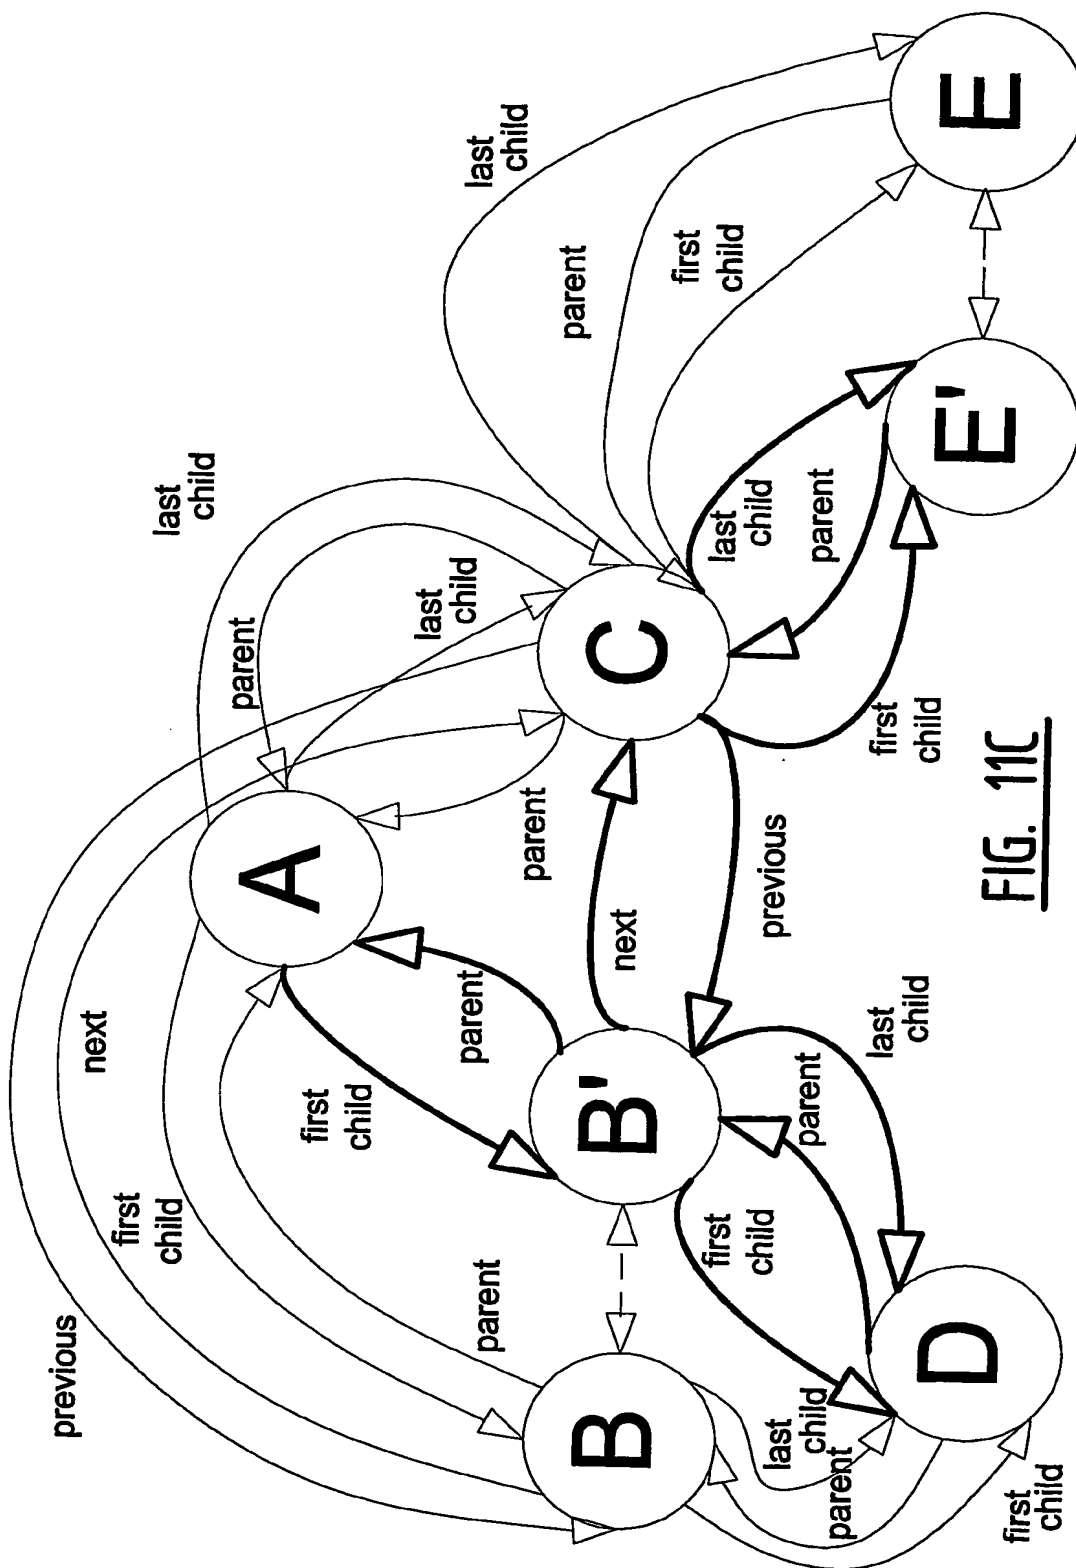 previous
next
first
child
last
child
parent
A
first
child
last
child
parent
last
child
parent
parent
parent
B
B'
next
C
first
child
first
child
last
child
previous
last
child
parent
parent
parent
last
child
first
child
D
E'
E
first
child
FIG. 11C